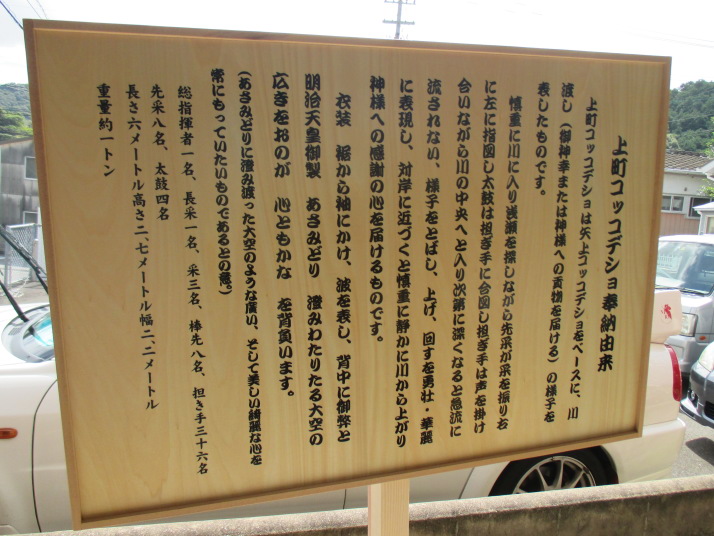 上町コッコデショ奉納由来
上町コッコデショは矢上コッコデショをベースに、川
渡し（御神幸または神様への貢物を届ける）の様子を
表したものです。
慎重に川に入り浅瀬を探しながら先采が采を振り右
に左に指図し太鼓は担ぎ手に合図し担ぎ手は声を掛け
合いながら川の中央へと入り次第に深くなると急流に
流されない、様子をとばし、上げ、回すを勇壮・華麗
に表現し、対岸に近づくと慎重に静かに川から上がり
神様への感謝の心を届けるものです。
衣装　裾から袖にかけ、波を表し、背中に御弊と
明治天皇御製　あさみどり　澄みわたりたる大空の
広きをおのが　心ともかな　を背負います。
（あさみどりに澄み渡った大空のような広い、そして美しい綺麗な心を
常にもっていたいものであるとの意。）
総指揮者一名、長采一名、采三名、棒先八名、担き手三十六名
先采八名、太鼓四名
長さ六メートル高さ二、七メートル幅二、二メートル
重量約一トン